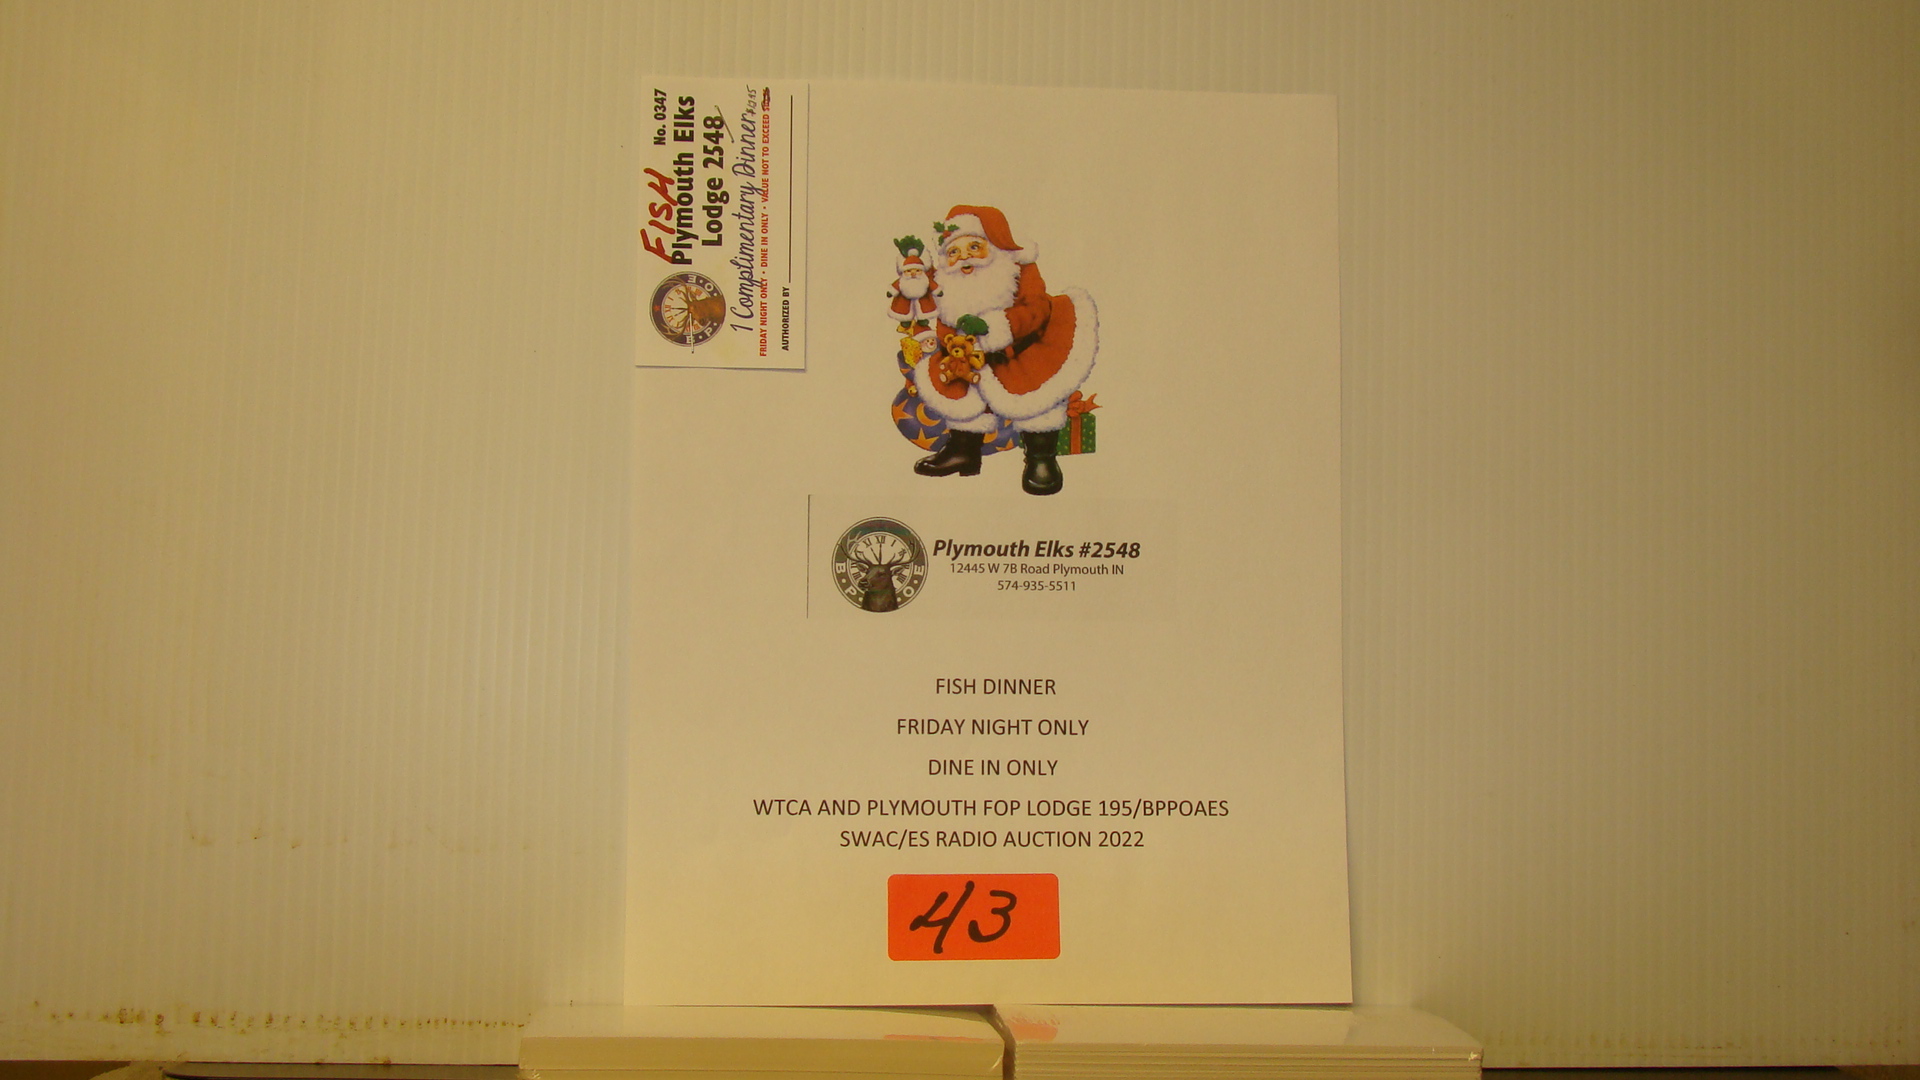 FISH
No. 0347
Plymouth Elks
Lodge 2548
1 Complimentary Dinner
FRIDAY NIGHT ONLY • DINE IN ONLY • VALUE NOT TO EXCEED
AUTHORIZED BY
B P O E
Plymouth Elks #2548
12445 W 7B Road Plymouth IN
574-935-5511
FISH DINNER
FRIDAY NIGHT ONLY
DINE IN ONLY
WTCA AND PLYMOUTH FOP LODGE 195/BPPOAES
SWAC/ES RADIO AUCTION 2022
43